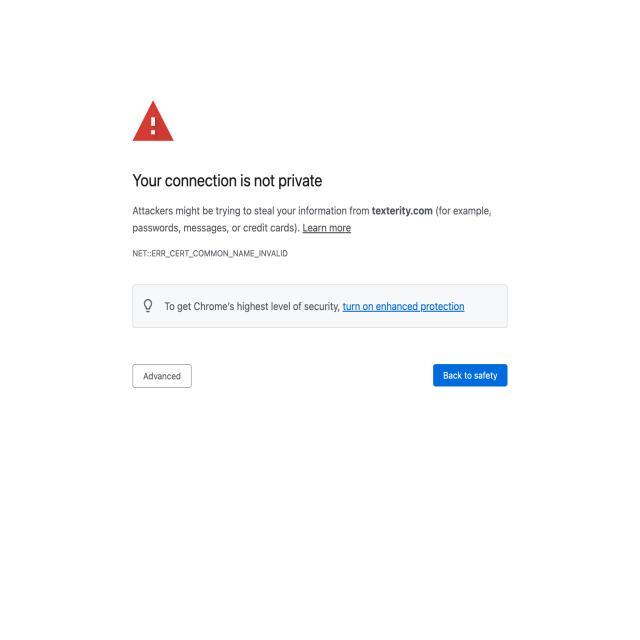 Your connection is not private
Attackers might be trying to steal your information from texterity.com (for example,
passwords, messages, or credit cards). Learn more
NET::ERR_CERT_COMMON_NAME_INVALID
To get Chrome's highest level of security, turn on enhanced protection
Advanced
Back to safety